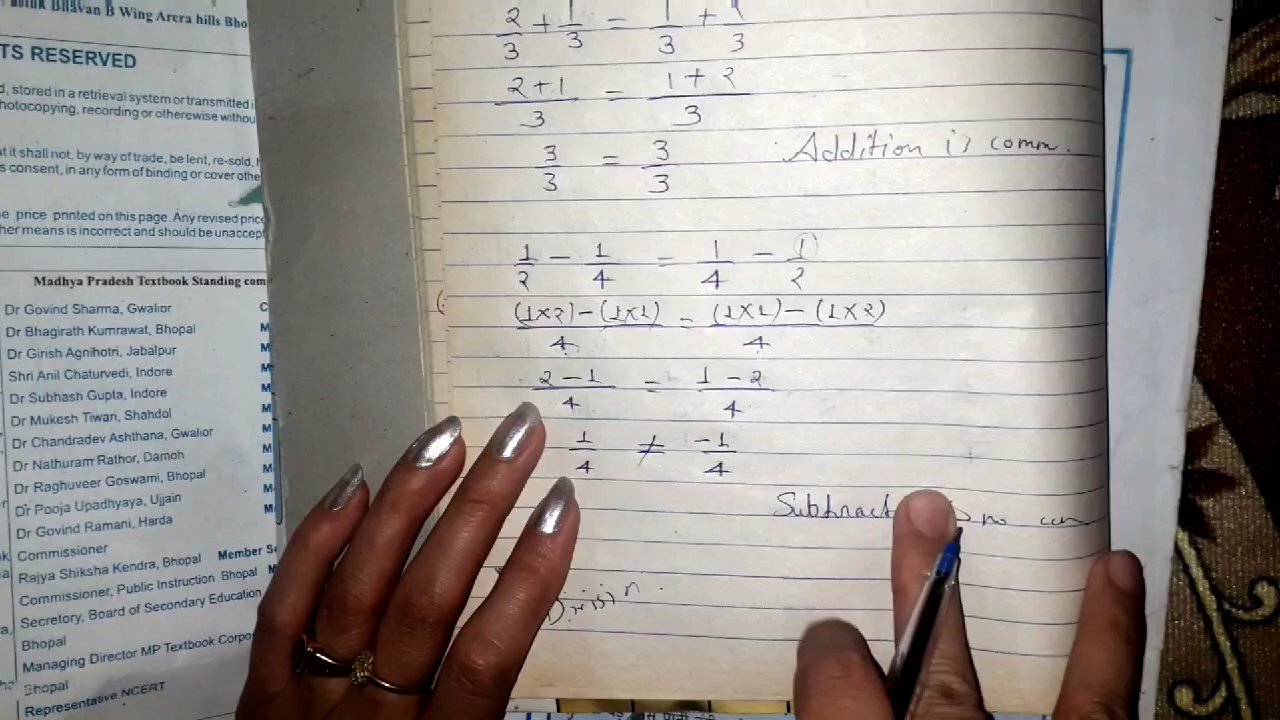 Bhavan B Wing Arera hills Bho
TS RESERVED
d, stored in a retrieval system or transmitted i
hotocopying, recording or otherewise withou
at it shall not, by way of trade, be lent, re-sold,
s consent, in any form of binding or cover othe
e price printed on this page. Any revised price
her means is incorrect and should be unaccept
Madhya Pradesh Textbook Standing com
Dr Govind Sharma, Gwalior C
Dr Bhagirath Kumrawat, Bhopal M
Dr Girish Agnihotri, Jabalpur M
Shri Anil Chaturvedi, Indore M
Dr Subhash Gupta, Indore M
Dr Mukesh Tiwari, Shahdol M
Dr Chandradev Ashthana, Gwalior M
Dr Nathuram Rathor, Damoh M
Dr Raghuveer Goswami, Bhopal M
Dr Pooja Upadhyaya, Ujjain M
Dr Govind Ramani, Harda
Commissioner
Rajya Shiksha Kendra, Bhopal Member Se
Commissioner, Public Instruction Bhopal
Secretary, Board of Secondary Education
Bhopal
Managing Director MP Textbook Corpo
Bhopal
Representative NCERT
2/3 + 1/3 = 1/3 + /3
2+1/3 = 1+2/3
3/3 = 3/3 Addition is comm.
1/2 - 1/4 = 1/4 - 1/2
(1×2)-(1×1)/4 = (1×1)-(1×2)/4
2-1/4 = 1-2/4
1/4 ≠ -1/4
Subtract no
Division.